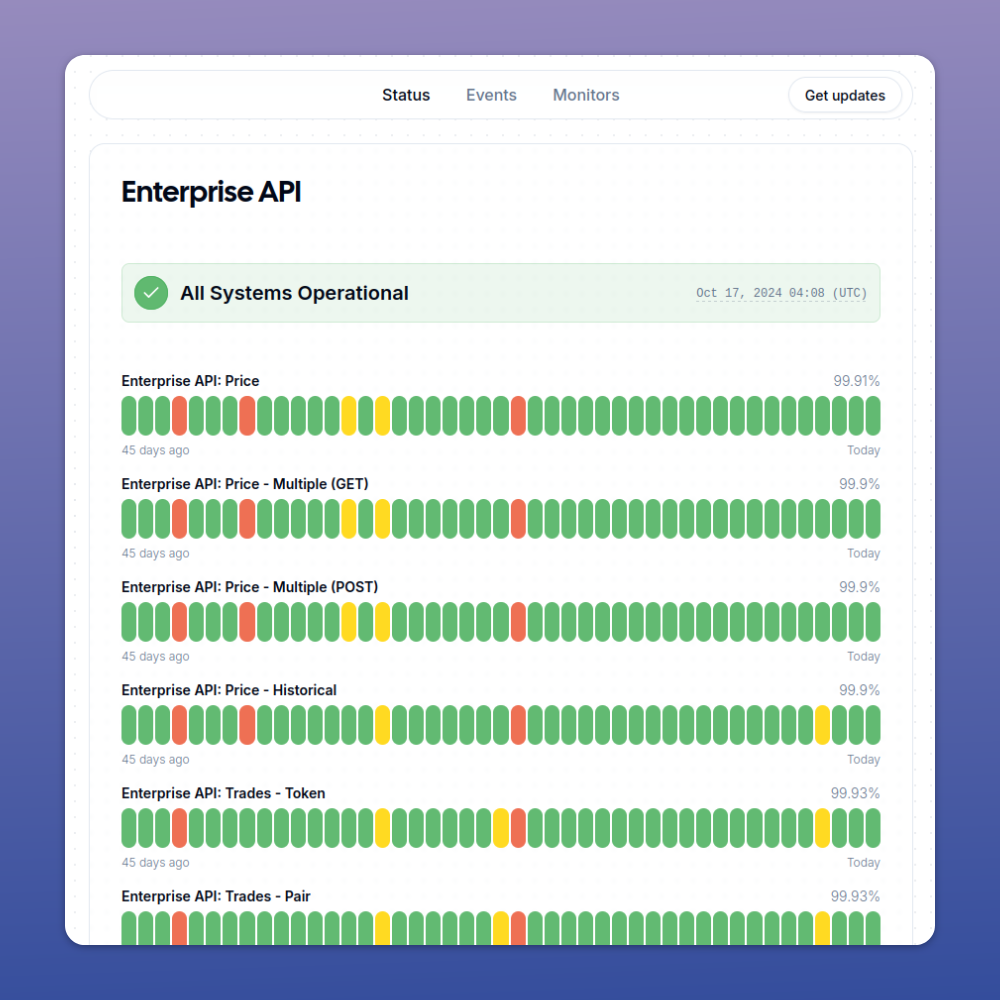 Status Events Monitors Get updates
Enterprise API
All Systems Operational Oct 17, 2024 04:08 (UTC)
Enterprise API: Price 99.91%
45 days ago Today
Enterprise API: Price - Multiple (GET) 99.9%
45 days ago Today
Enterprise API: Price - Multiple (POST) 99.9%
45 days ago Today
Enterprise API: Price - Historical 99.9%
45 days ago Today
Enterprise API: Trades - Token 99.93%
45 days ago Today
Enterprise API: Trades - Pair 99.93%